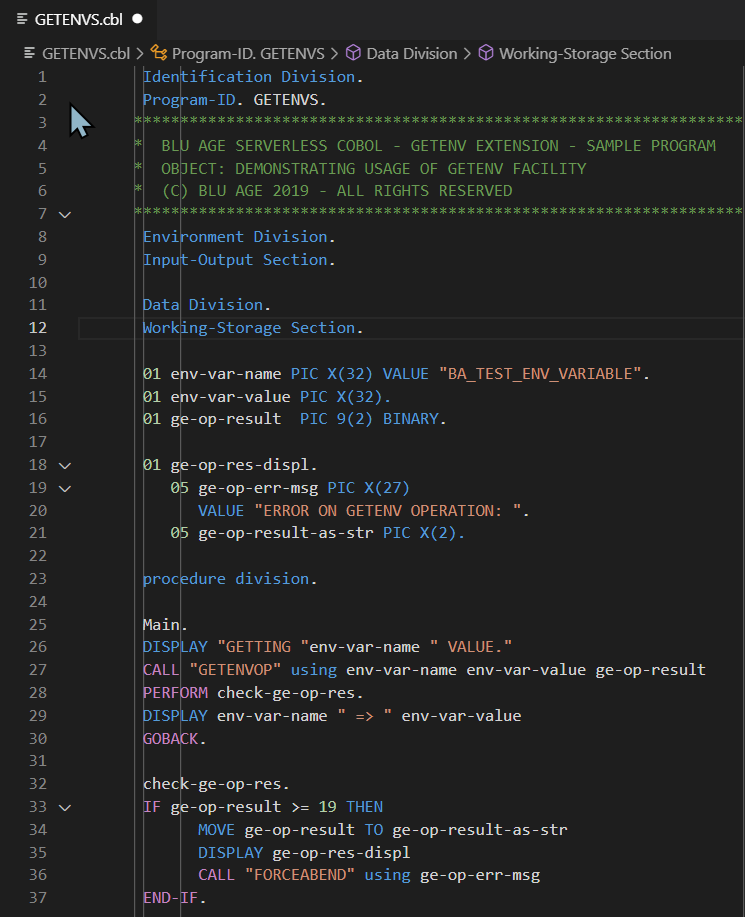 GETENVS.cbl ●
GETENVS.cbl > Program-ID. GETENVS > Data Division > Working-Storage Section
1 Identification Division.
2 Program-ID. GETENVS.
3 ******************************************************************
4 *  BLU AGE SERVERLESS COBOL - GETENV EXTENSION - SAMPLE PROGRAM
5 *  OBJECT: DEMONSTRATING USAGE OF GETENV FACILITY
6 *  (C) BLU AGE 2019 - ALL RIGHTS RESERVED
7 ******************************************************************
8 Environment Division.
9 Input-Output Section.
10
11 Data Division.
12 Working-Storage Section.
13
14 01 env-var-name PIC X(32) VALUE "BA_TEST_ENV_VARIABLE".
15 01 env-var-value PIC X(32).
16 01 ge-op-result  PIC 9(2) BINARY.
17
18 01 ge-op-res-displ.
19    05 ge-op-err-msg PIC X(27)
20       VALUE "ERROR ON GETENV OPERATION: ".
21    05 ge-op-result-as-str PIC X(2).
22
23 procedure division.
24
25 Main.
26 DISPLAY "GETTING "env-var-name " VALUE."
27 CALL "GETENVOP" using env-var-name env-var-value ge-op-result
28 PERFORM check-ge-op-res.
29 DISPLAY env-var-name " => " env-var-value
30 GOBACK.
31
32 check-ge-op-res.
33 IF ge-op-result >= 19 THEN
34       MOVE ge-op-result TO ge-op-result-as-str
35       DISPLAY ge-op-res-displ
36       CALL "FORCEABEND" using ge-op-err-msg
37 END-IF.